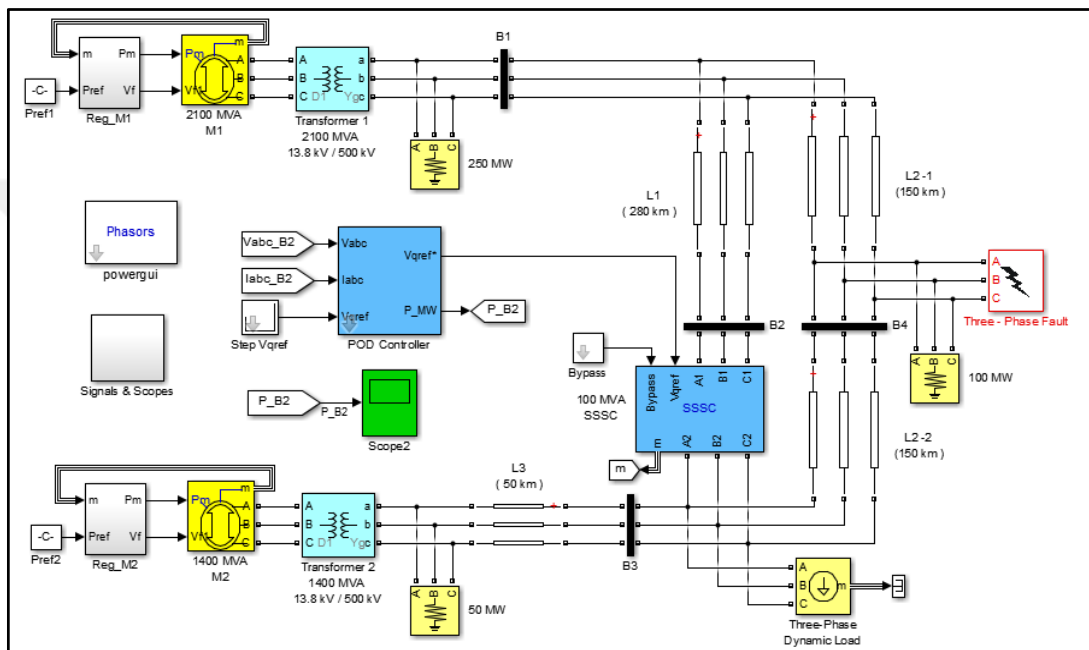 m
Pref
Pm
Vf
-C-
Pref1
Reg_M1
Pm
Vf1
m
A
B
C
2100 MVA
M1
A
B
C
a
b
c
D1
Yg
Transformer 1
2100 MVA
13.8 kV / 500 kV
A
B
C
250 MW
B1
L1
( 280 km )
L2-1
(150 km)
Phasors
powergui
Signals & Scopes
Vabc_B2
Iabc_B2
Step Vqref
Vabc
Iabc
Vqref
Vqref*
P_MW
POD Controller
P_B2
P_B2
P_B2
Scope2
Bypass
B2
B4
A
B
C
Three - Phase Fault
A
B
C
100 MW
100 MVA
SSSC
Bypass
Vqref
A1
B1
C1
SSSC
m
A2
B2
C2
m
L2-2
(150 km)
L3
( 50 km)
m
Pref
Pm
Vf
-C-
Pref2
Reg_M2
Pm
Vf1
m
A
B
C
1400 MVA
M2
A
B
C
a
b
c
D1
Yg
Transformer 2
1400 MVA
13.8 kV / 500 kV
A
B
C
50 MW
B3
A
B
C
m
Three-Phase
Dynamic Load